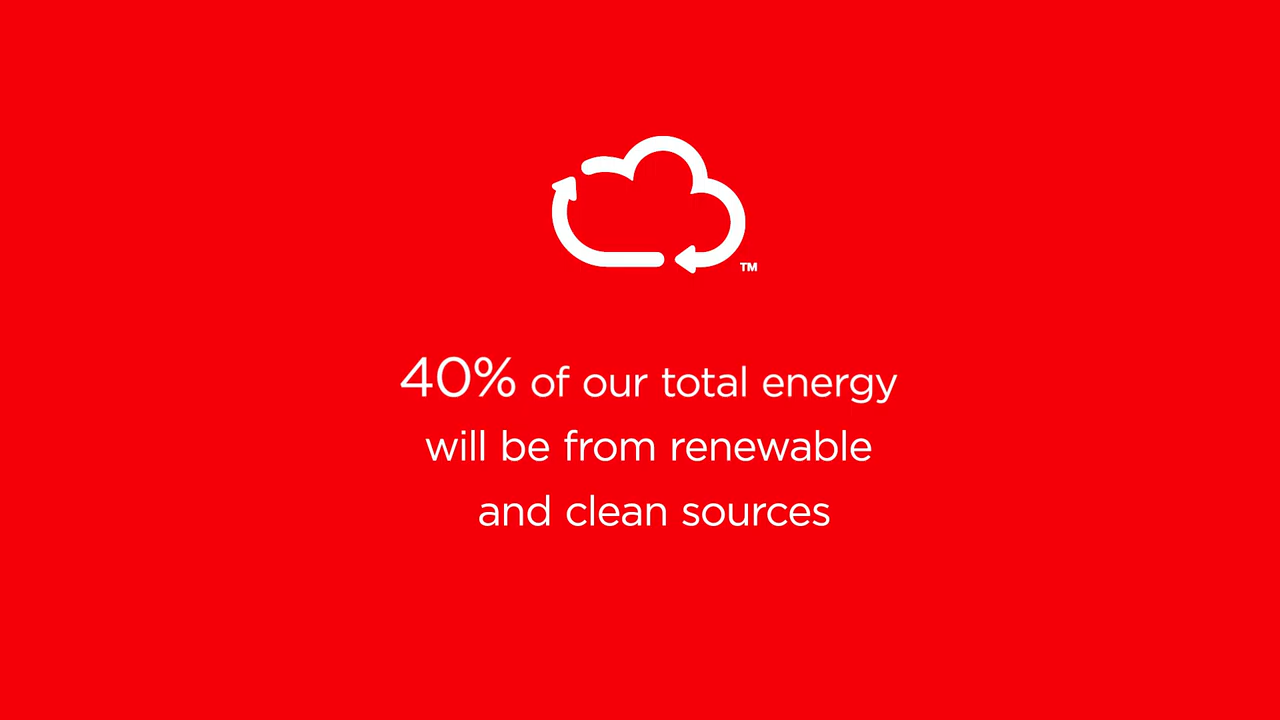 TM
40% of our total energy
will be from renewable
and clean sources